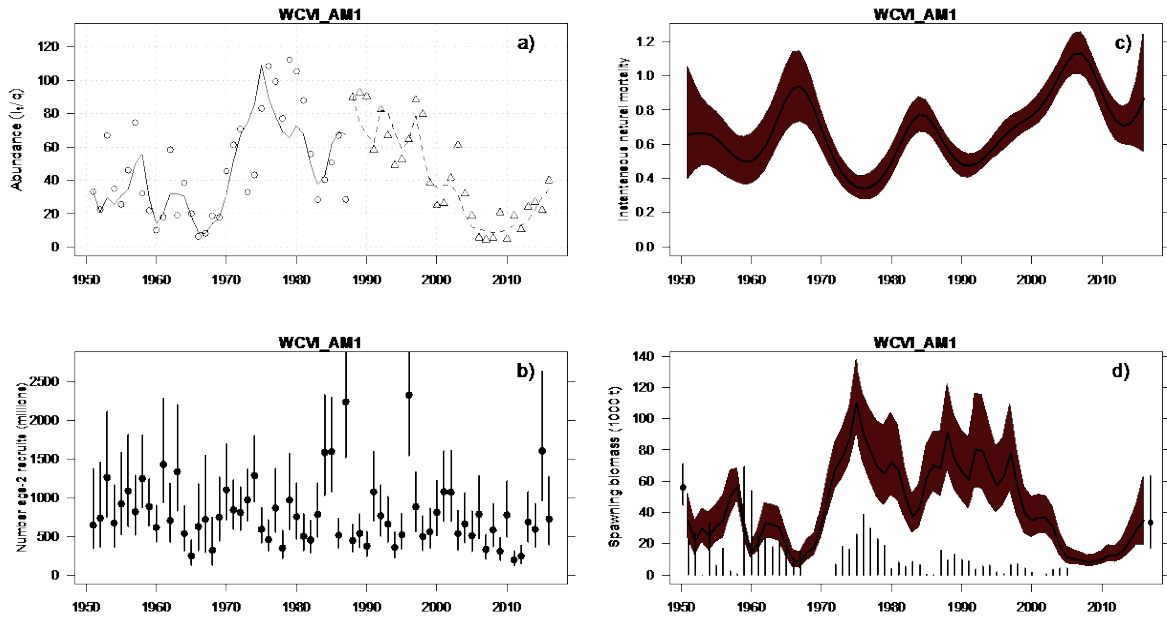 WCVI_AM1
a)
Abundance (I_t/q)
120
100
80
60
40
20
0
1950 1960 1970 1980 1990 2000 2010
WCVI_AM1
c)
Instantaneous natural mortality
1.2
1.0
0.8
0.6
0.4
0.2
0.0
1950 1960 1970 1980 1990 2000 2010
WCVI_AM1
b)
Number age-2 recruits (millions)
2500
2000
1500
1000
500
0
1950 1960 1970 1980 1990 2000 2010
WCVI_AM1
d)
Spawning biomass (1000 t)
140
120
100
80
60
40
20
0
1950 1960 1970 1980 1990 2000 2010